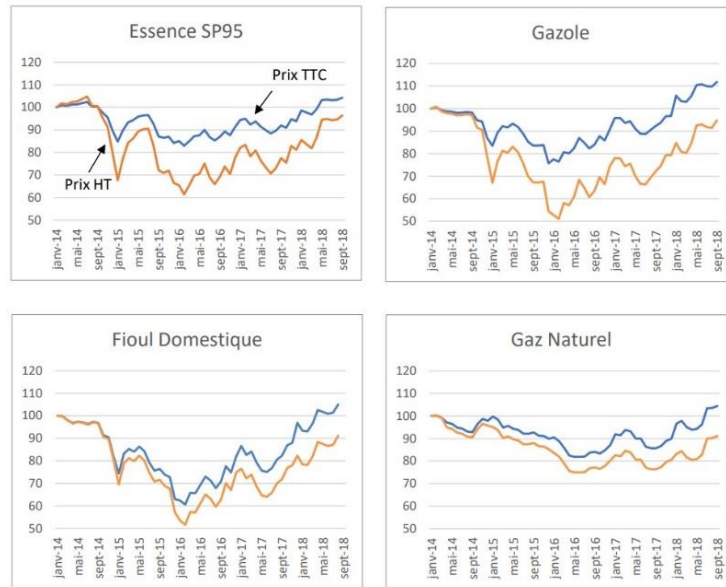 Essence SP95
120
110
100
90
80
70
60
50
Prix TTC
Prix HT
janv-14
mai-14
sept-14
janv-15
mai-15
sept-15
janv-16
mai-16
sept-16
janv-17
mai-17
sept-17
janv-18
mai-18
sept-18
Gazole
120
110
100
90
80
70
60
50
janv-14
mai-14
sept-14
janv-15
mai-15
sept-15
janv-16
mai-16
sept-16
janv-17
mai-17
sept-17
janv-18
mai-18
sept-18
Fioul Domestique
120
110
100
90
80
70
60
50
janv-14
mai-14
sept-14
janv-15
mai-15
sept-15
janv-16
mai-16
sept-16
janv-17
mai-17
sept-17
janv-18
mai-18
sept-18
Gaz Naturel
120
110
100
90
80
70
60
50
janv-14
mai-14
sept-14
janv-15
mai-15
sept-15
janv-16
mai-16
sept-16
janv-17
mai-17
sept-17
janv-18
mai-18
sept-18